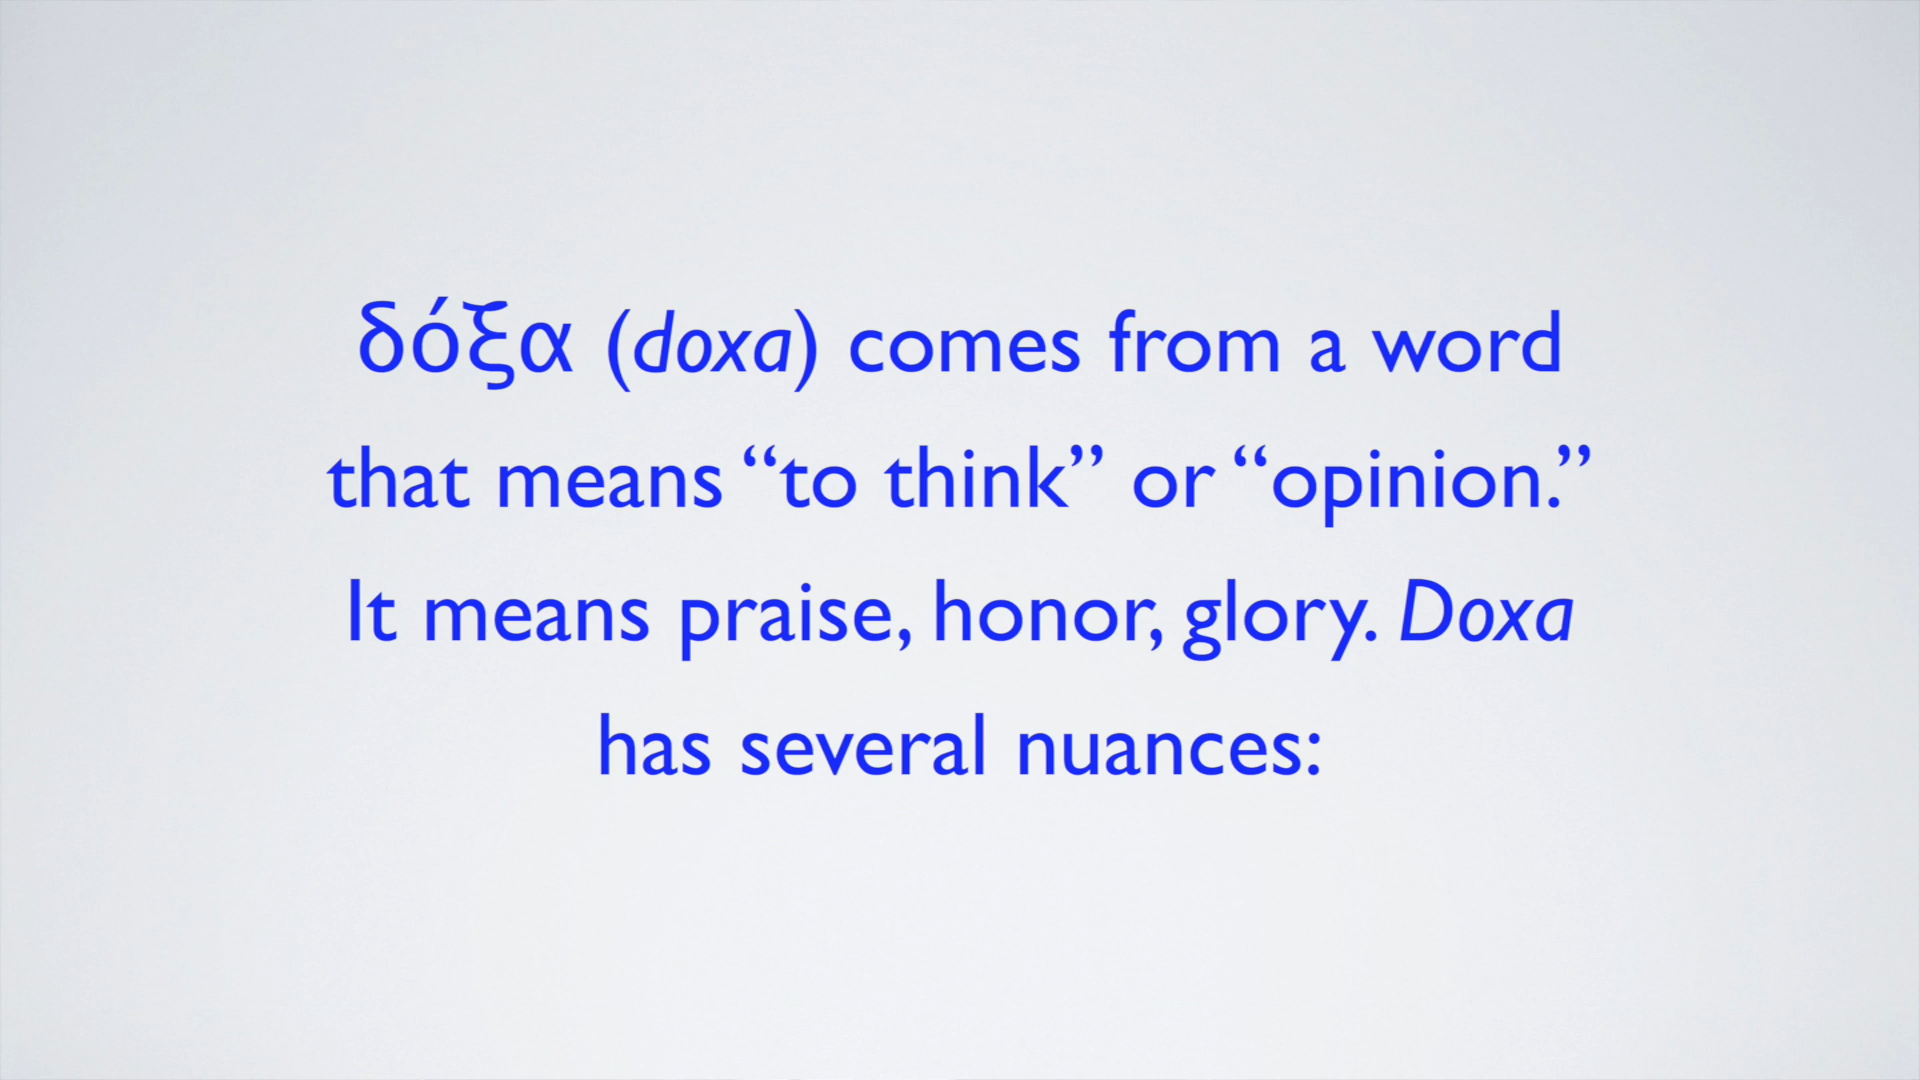 δόξα (doxa) comes from a word
that means “to think” or “opinion.”
It means praise, honor, glory. Doxa
has several nuances: